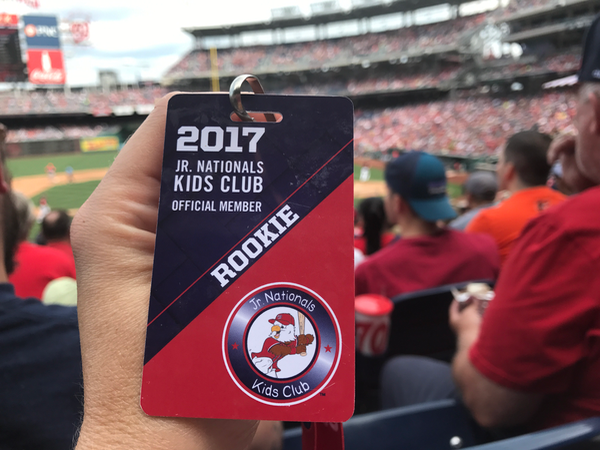 2017
JR. NATIONALS
KIDS CLUB
OFFICIAL MEMBER
ROOKIE
Jr. Nationals
Kids Club